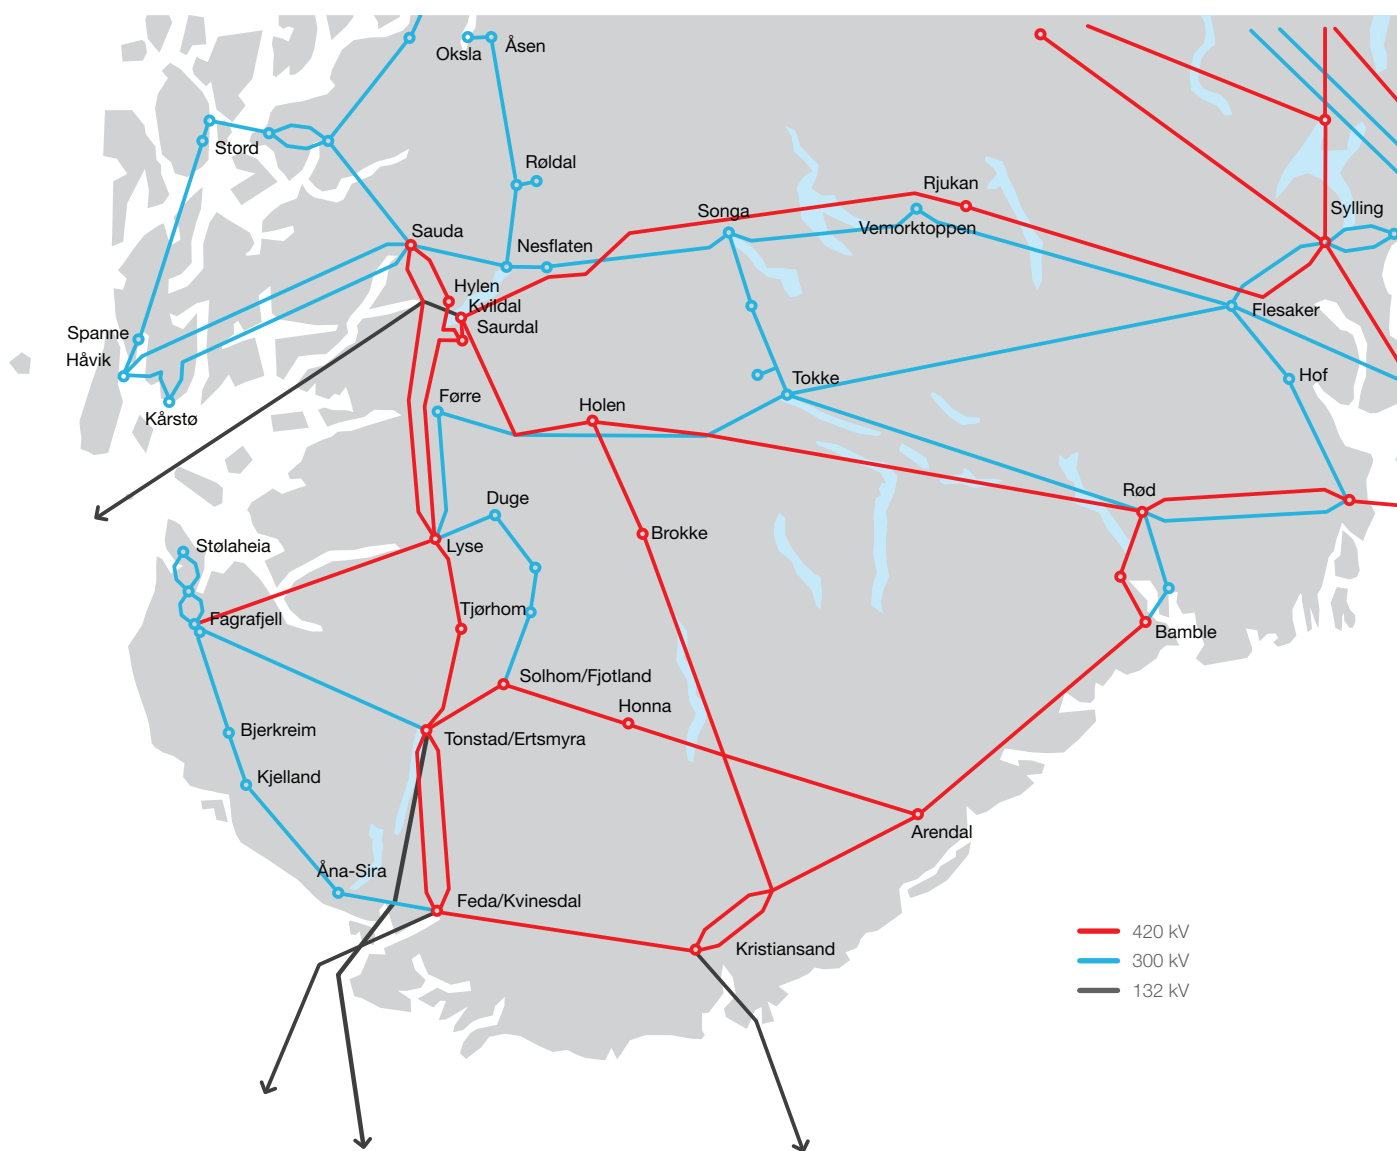 Oksla
Åsen
Stord
Røldal
Rjukan
Songa
Vemorktoppen
Sylling
Sauda
Nesflaten
Hylen
Kvildal
Saurdal
Flesaker
Spanne
Håvik
Kårstø
Førre
Holen
Tokke
Hof
Duge
Rød
Brokke
Lyse
Stølaheia
Tjørhom
Fagrafjell
Bamble
Solhom/Fjotland
Honna
Bjerkreim
Tonstad/Ertsmyra
Kjelland
Arendal
Åna-Sira
Feda/Kvinesdal
Kristiansand
420 kV
300 kV
132 kV